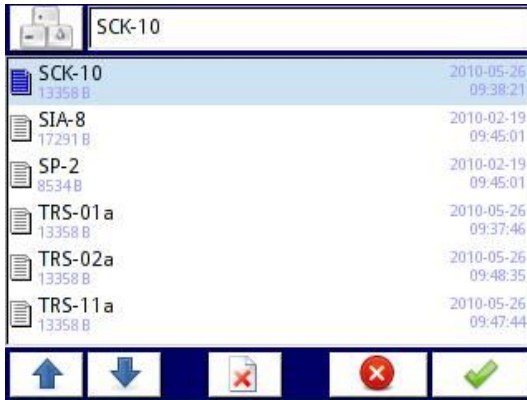 SCK-10
SCK-10 2010-05-26
13358 B 09:38:21
SIA-8 2010-02-19
17291 B 09:45:01
SP-2 2010-02-19
8534 B 09:45:01
TRS-01a 2010-05-26
13358 B 09:37:46
TRS-02a 2010-05-26
13358 B 09:48:35
TRS-11a 2010-05-26
13358 B 09:47:44